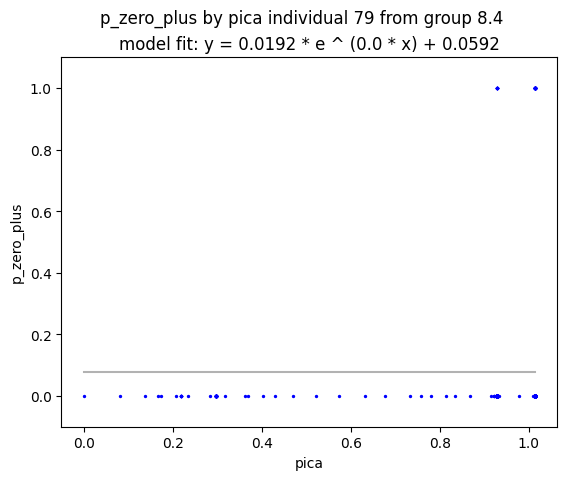 p_zero_plus by pica individual 79 from group 8.4
model fit: y = 0.0192 * e ^ (0.0 * x) + 0.0592
1.0
0.8
0.6
0.4
0.2
0.0
p_zero_plus
0.0 0.2 0.4 0.6 0.8 1.0
pica